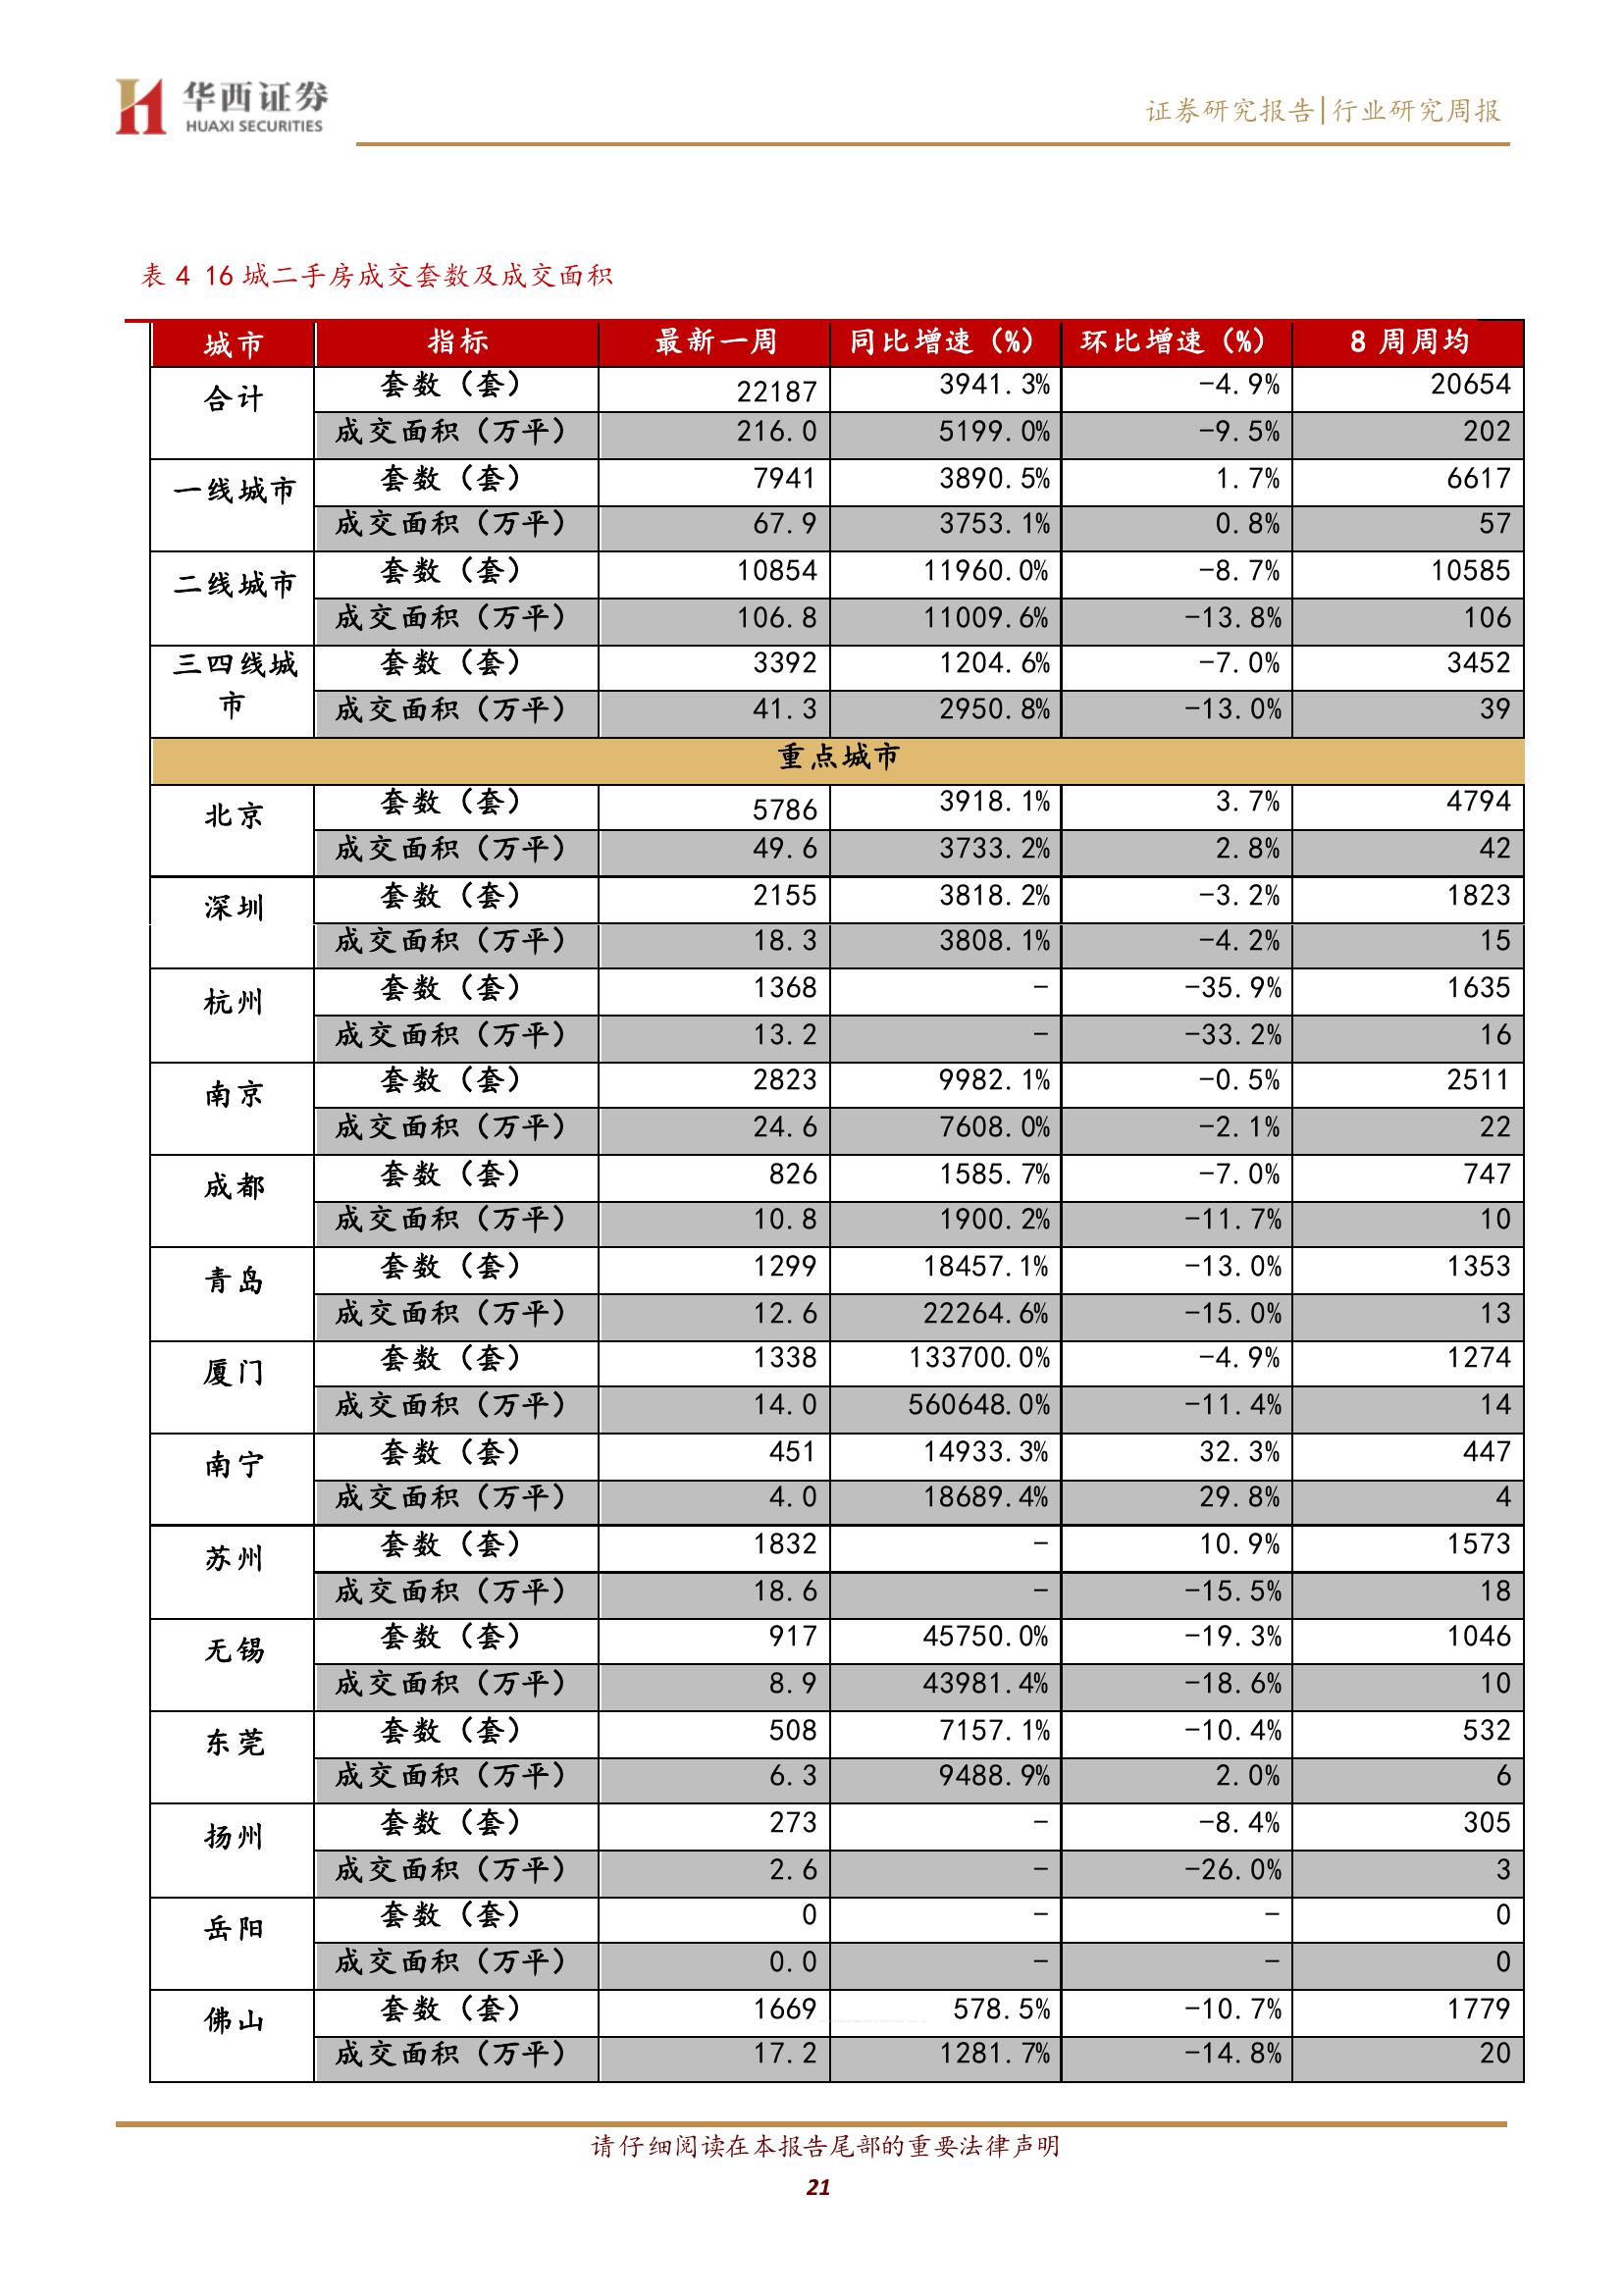 华西证券
HUAXI SECURITIES
证券研究报告|行业研究周报
表 4 16 城二手房成交套数及成交面积
城市 指标 最新一周 同比增速（%） 环比增速（%） 8 周周均
合计 套数（套） 22187 3941.3% -4.9% 20654
成交面积（万平） 216.0 5199.0% -9.5% 202
一线城市 套数（套） 7941 3890.5% 1.7% 6617
成交面积（万平） 67.9 3753.1% 0.8% 57
二线城市 套数（套） 10854 11960.0% -8.7% 10585
成交面积（万平） 106.8 11009.6% -13.8% 106
三四线城市 套数（套） 3392 1204.6% -7.0% 3452
成交面积（万平） 41.3 2950.8% -13.0% 39
重点城市
北京 套数（套） 5786 3918.1% 3.7% 4794
成交面积（万平） 49.6 3733.2% 2.8% 42
深圳 套数（套） 2155 3818.2% -3.2% 1823
成交面积（万平） 18.3 3808.1% -4.2% 15
杭州 套数（套） 1368 - -35.9% 1635
成交面积（万平） 13.2 - -33.2% 16
南京 套数（套） 2823 9982.1% -0.5% 2511
成交面积（万平） 24.6 7608.0% -2.1% 22
成都 套数（套） 826 1585.7% -7.0% 747
成交面积（万平） 10.8 1900.2% -11.7% 10
青岛 套数（套） 1299 18457.1% -13.0% 1353
成交面积（万平） 12.6 22264.6% -15.0% 13
厦门 套数（套） 1338 133700.0% -4.9% 1274
成交面积（万平） 14.0 560648.0% -11.4% 14
南宁 套数（套） 451 14933.3% 32.3% 447
成交面积（万平） 4.0 18689.4% 29.8% 4
苏州 套数（套） 1832 - 10.9% 1573
成交面积（万平） 18.6 - -15.5% 18
无锡 套数（套） 917 45750.0% -19.3% 1046
成交面积（万平） 8.9 43981.4% -18.6% 10
东莞 套数（套） 508 7157.1% -10.4% 532
成交面积（万平） 6.3 9488.9% 2.0% 6
扬州 套数（套） 273 - -8.4% 305
成交面积（万平） 2.6 - -26.0% 3
岳阳 套数（套） 0 - - 0
成交面积（万平） 0.0 - - 0
佛山 套数（套） 1669 578.5% -10.7% 1779
成交面积（万平） 17.2 1281.7% -14.8% 20
请仔细阅读在本报告尾部的重要法律声明
21